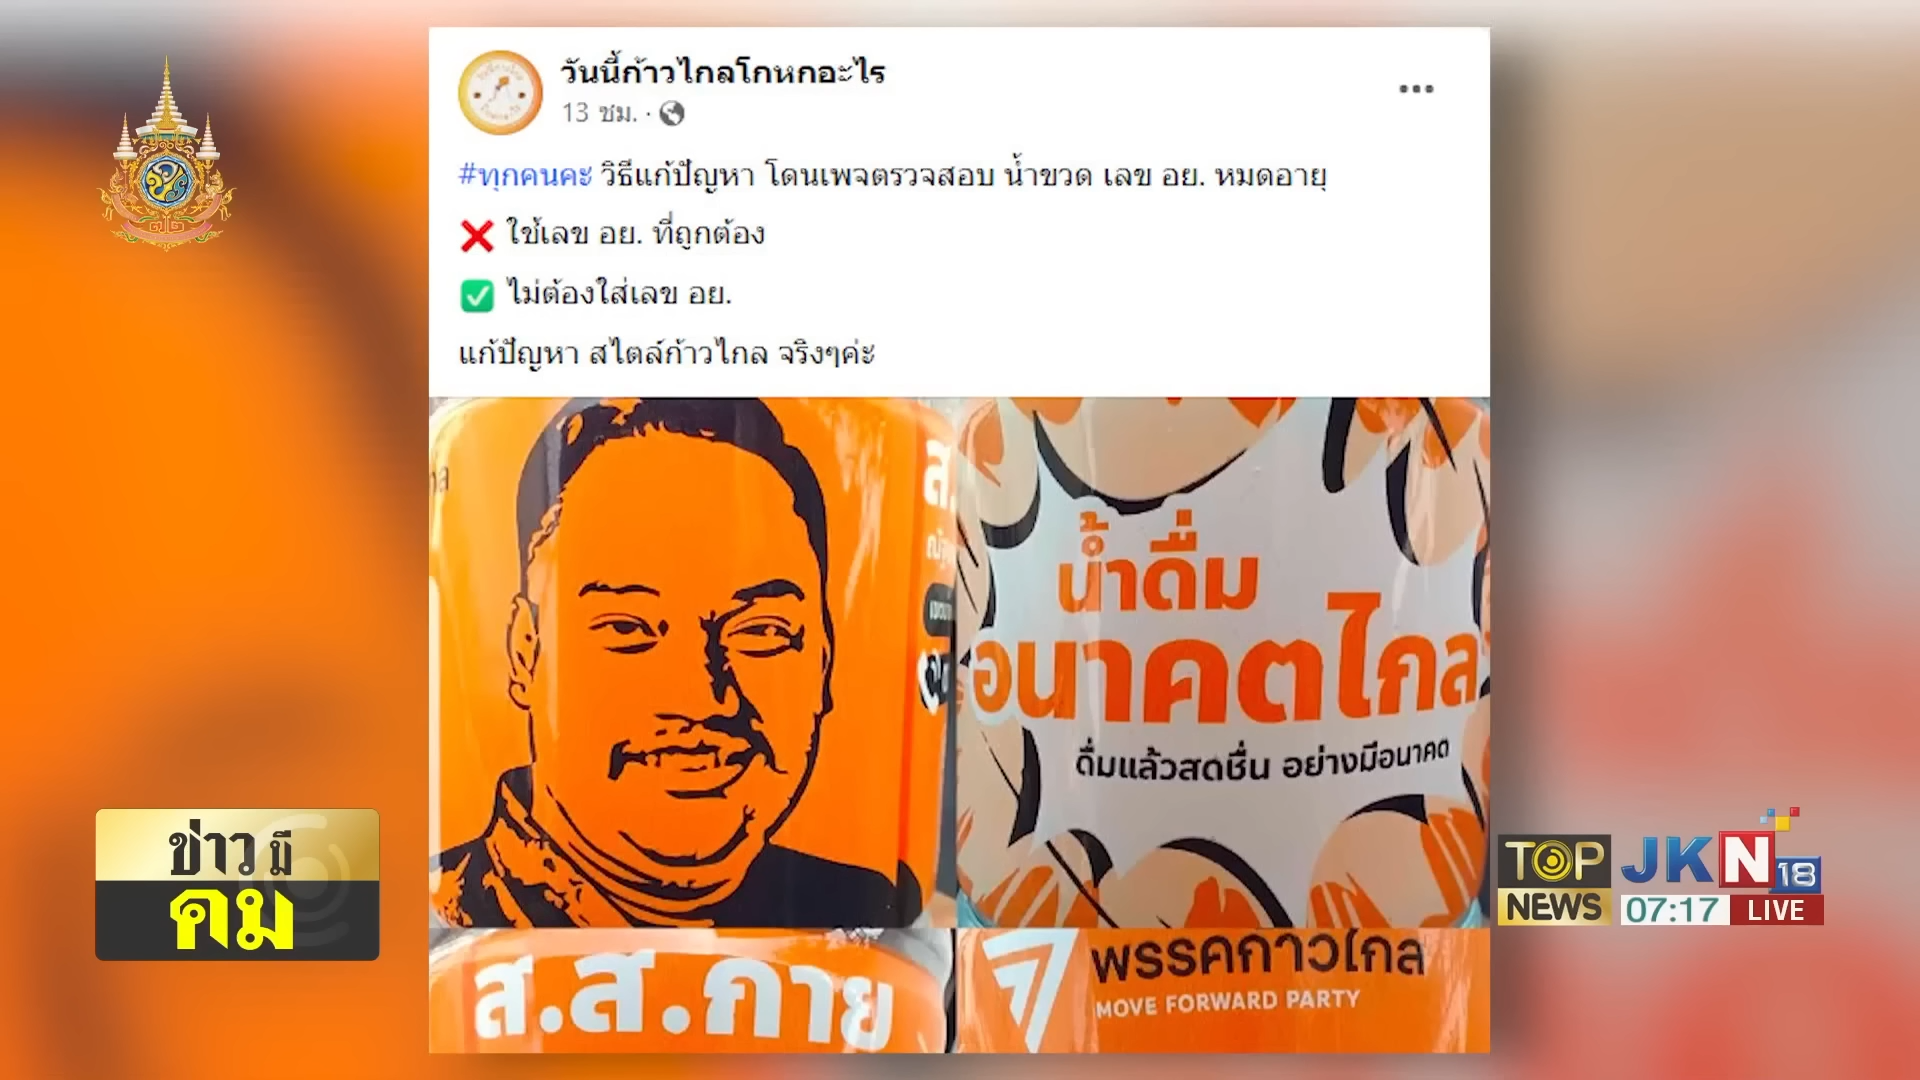 วันนี้ก้าวไกลโกหกอะไร
13 ชม.
#ทุกคนคะ วิธีแก้ปัญหา โดนเพจตรวจสอบ น้ำขวด เลข อย. หมดอายุ
❌ ใช้เลข อย. ที่ถูกต้อง
✅ ไม่ต้องใส่เลข อย.
แก้ปัญหา สไตล์ก้าวไกล จริงๆค่ะ
น้ำดื่ม
อนาคตไกล
ดื่มแล้วสดชื่น อย่างมีอนาคต
ส.ส.กาย
พรรคก้าวไกล
MOVE FORWARD PARTY
ข่าวมี
คม
TOP
NEWS
JKN 18
07:17 LIVE